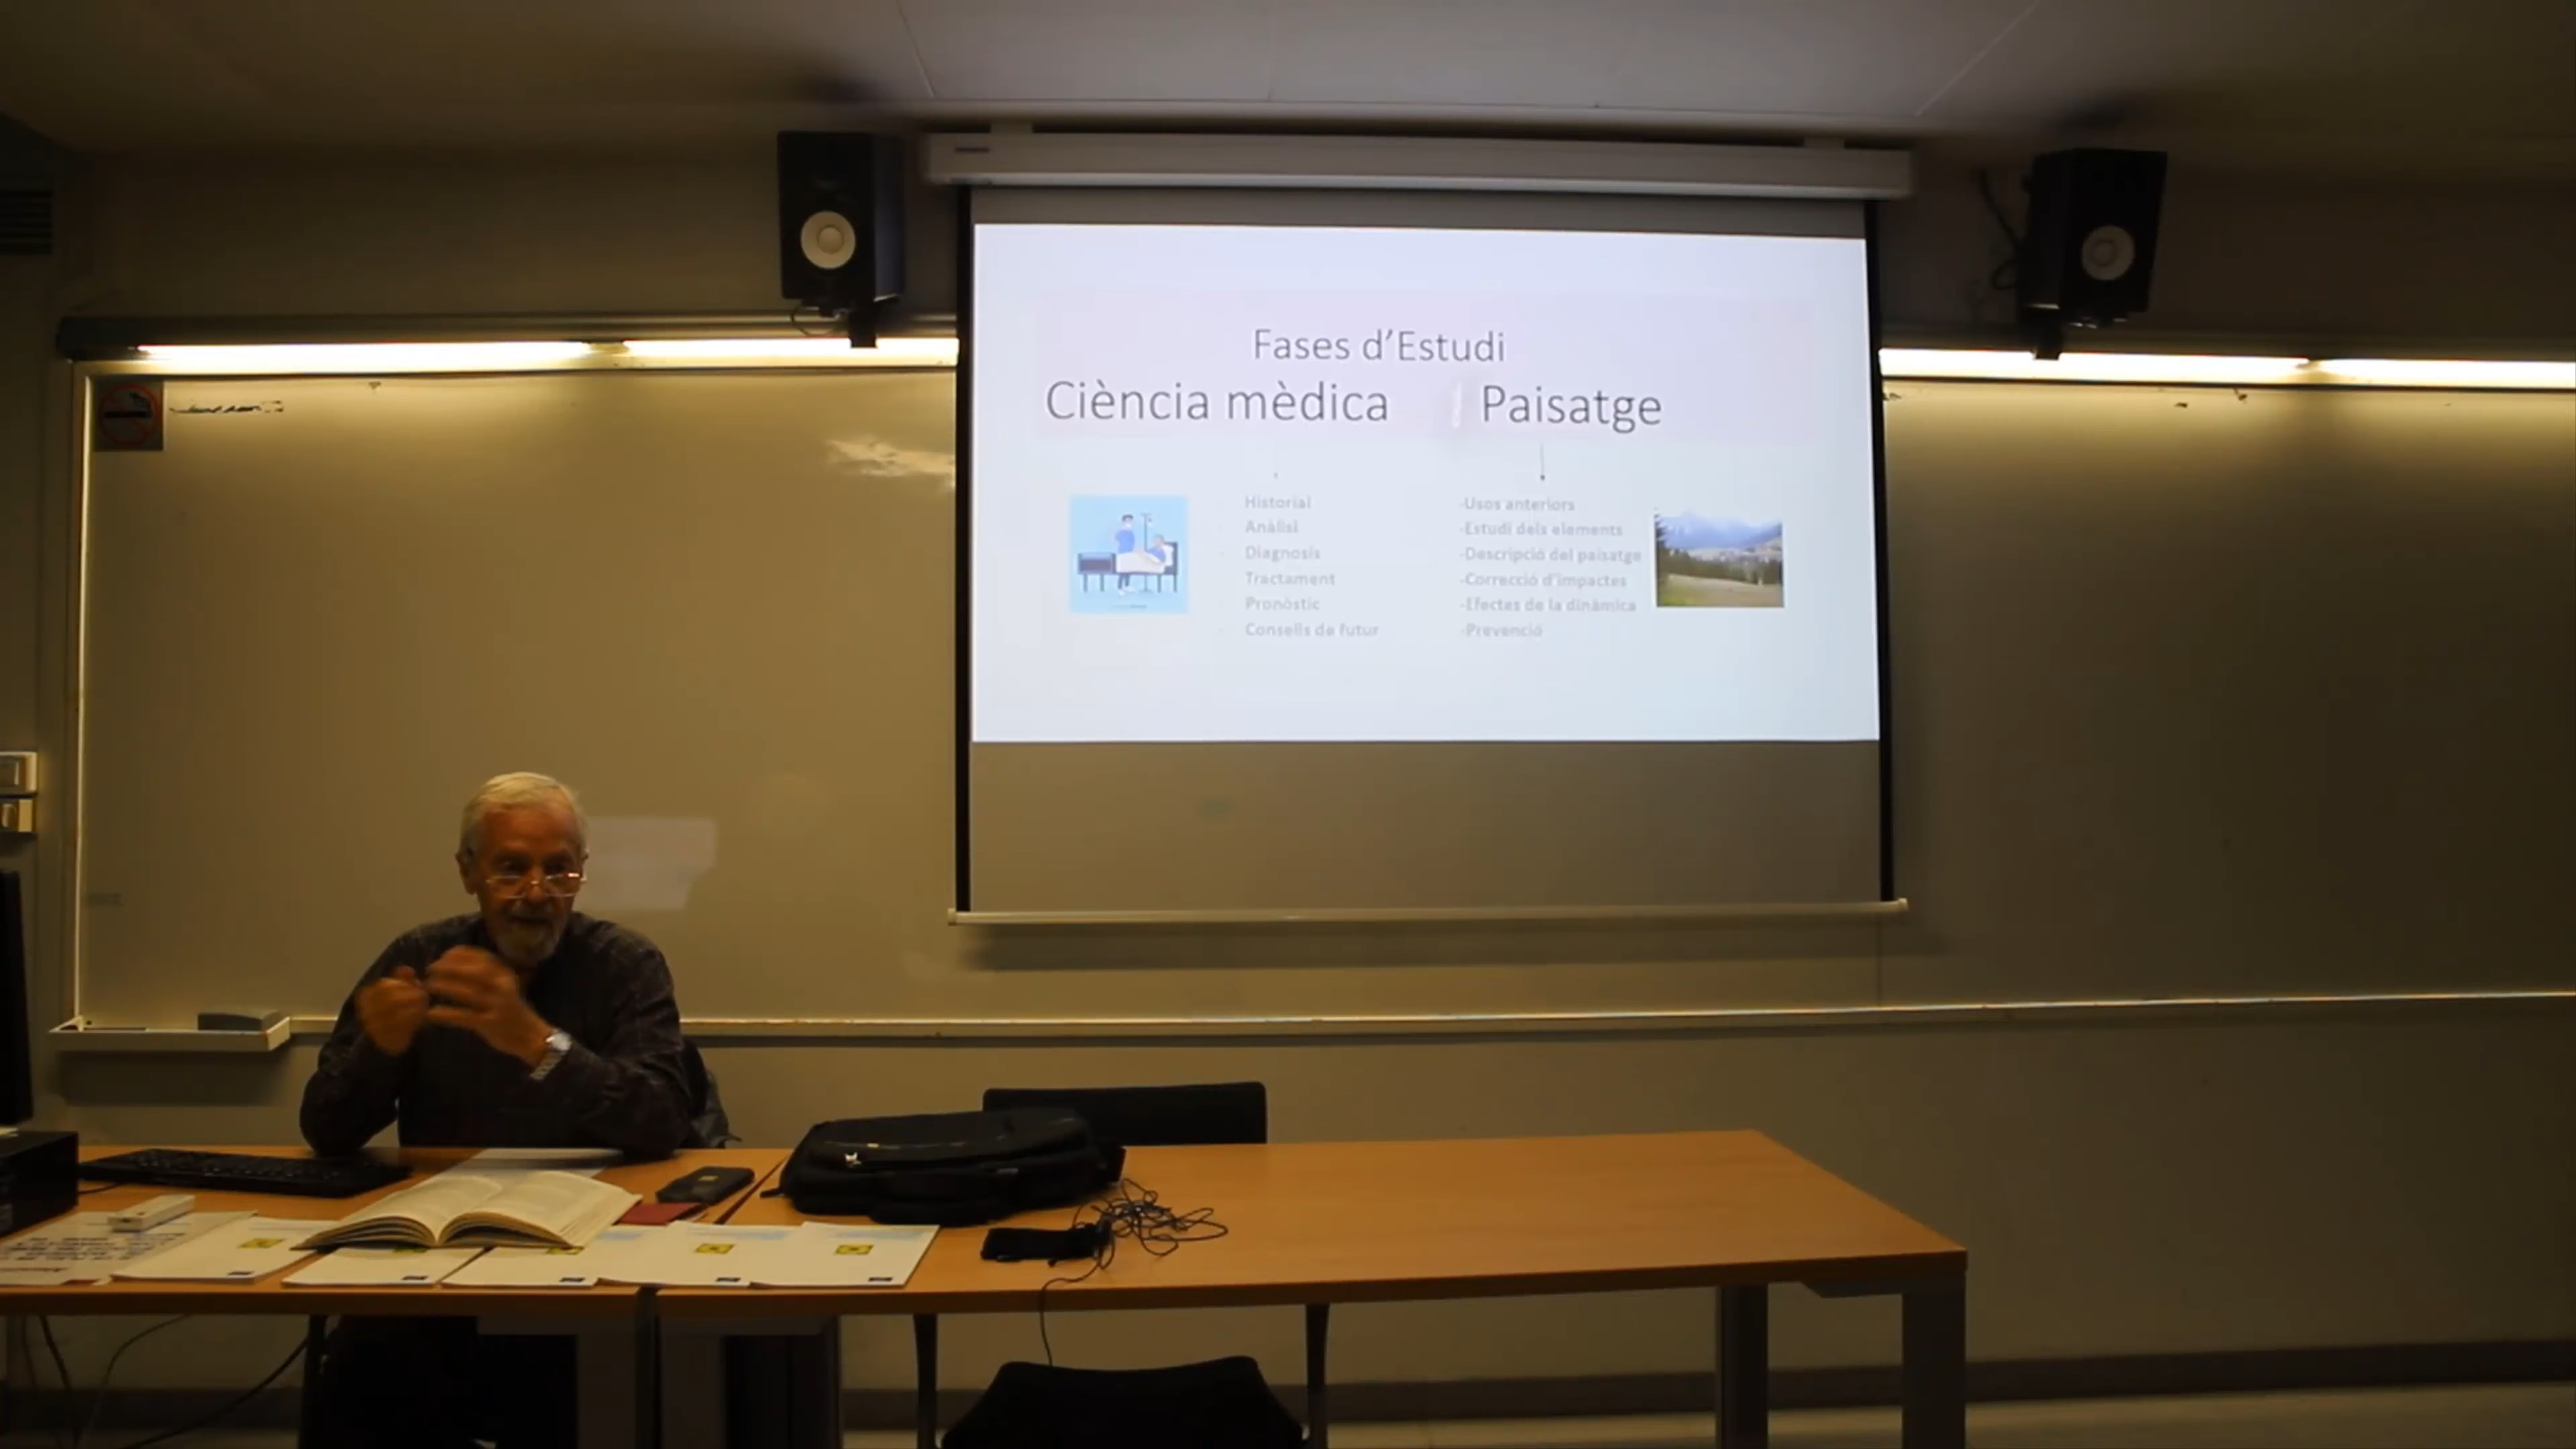 Fases d'Estudi
Ciència mèdica Paisatge
Historial
Anàlisi
Diagnosis
Tractament
Pronòstic
Consells de futur
-Usos anteriors
-Estudi dels elements
-Descripció del paisatge
-Correcció d'impactes
-Efectes de la dinàmica
-Prevenció